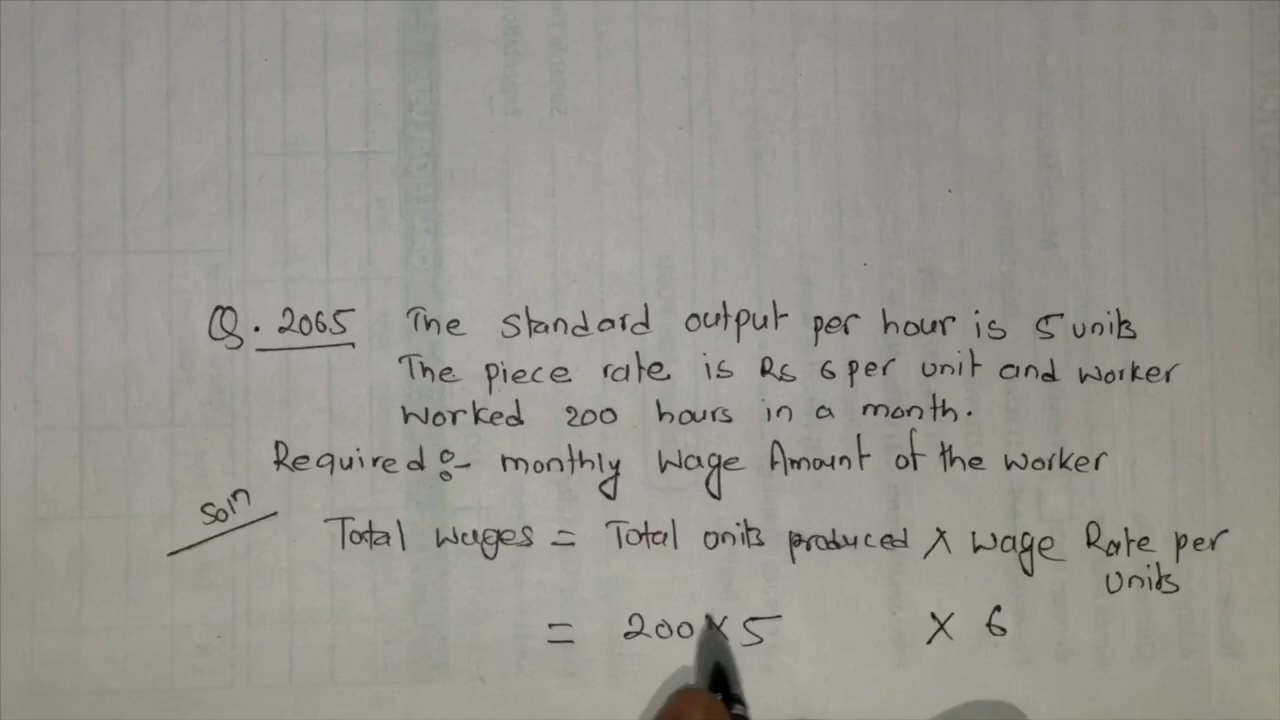 Q. 2065 The standard output per hour is 5 units
The piece rate is Rs 6 per unit and worker
worked 200 hours in a month.
Required :- monthly wage Amount of the worker
Soln
Total wages = Total units produced X wage Rate per
units
= 200 X 5 X 6